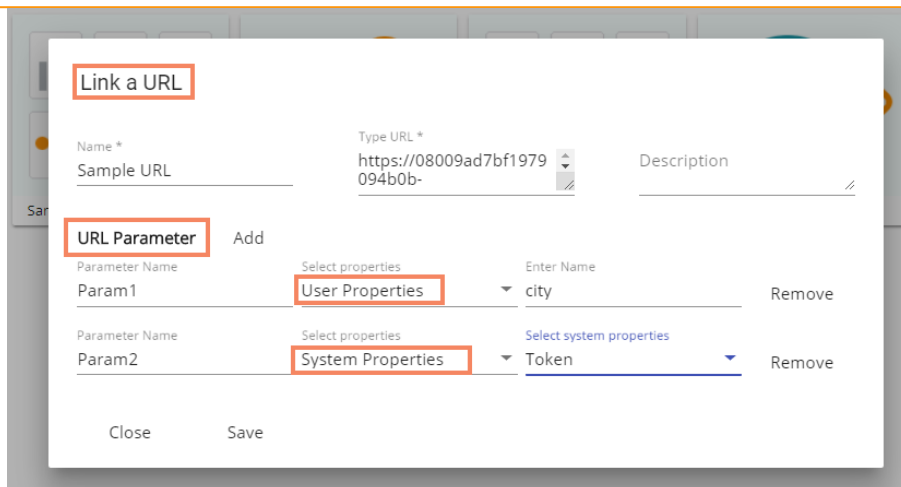 Link a URL
Name *
Sample URL
Type URL *
https://08009ad7bf1979
094b0b-
Description
Sar
URL Parameter Add
Parameter Name Select properties Enter Name
Param1 User Properties city Remove
Parameter Name Select properties Select system properties
Param2 System Properties Token Remove
Close Save